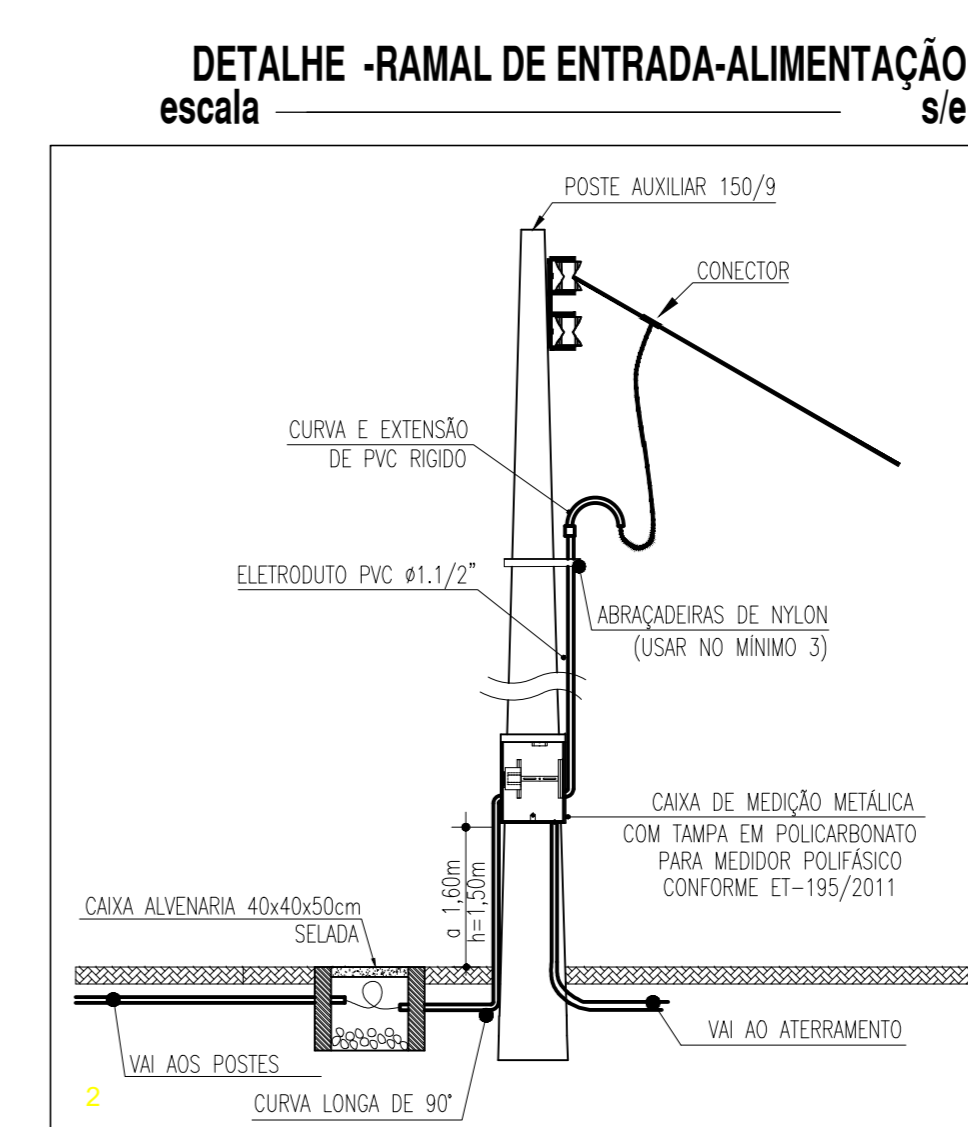 DETALHE -RAMAL DE ENTRADA-ALIMENTAÇÃO
escala s/e
POSTE AUXILIAR 150/9
CONECTOR
CURVA E EXTENSÃO
DE PVC RIGIDO
ELETRODUTO PVC ø1.1/2"
ABRAÇADEIRAS DE NYLON
(USAR NO MÍNIMO 3)
CAIXA DE MEDIÇÃO METÁLICA
COM TAMPA EM POLICARBONATO
PARA MEDIDOR POLIFÁSICO
CONFORME ET-195/2011
h=1,50m
a 1,60m
CAIXA ALVENARIA 40x40x50cm
SELADA
VAI AO ATERRAMENTO
VAI AOS POSTES
2
CURVA LONGA DE 90°